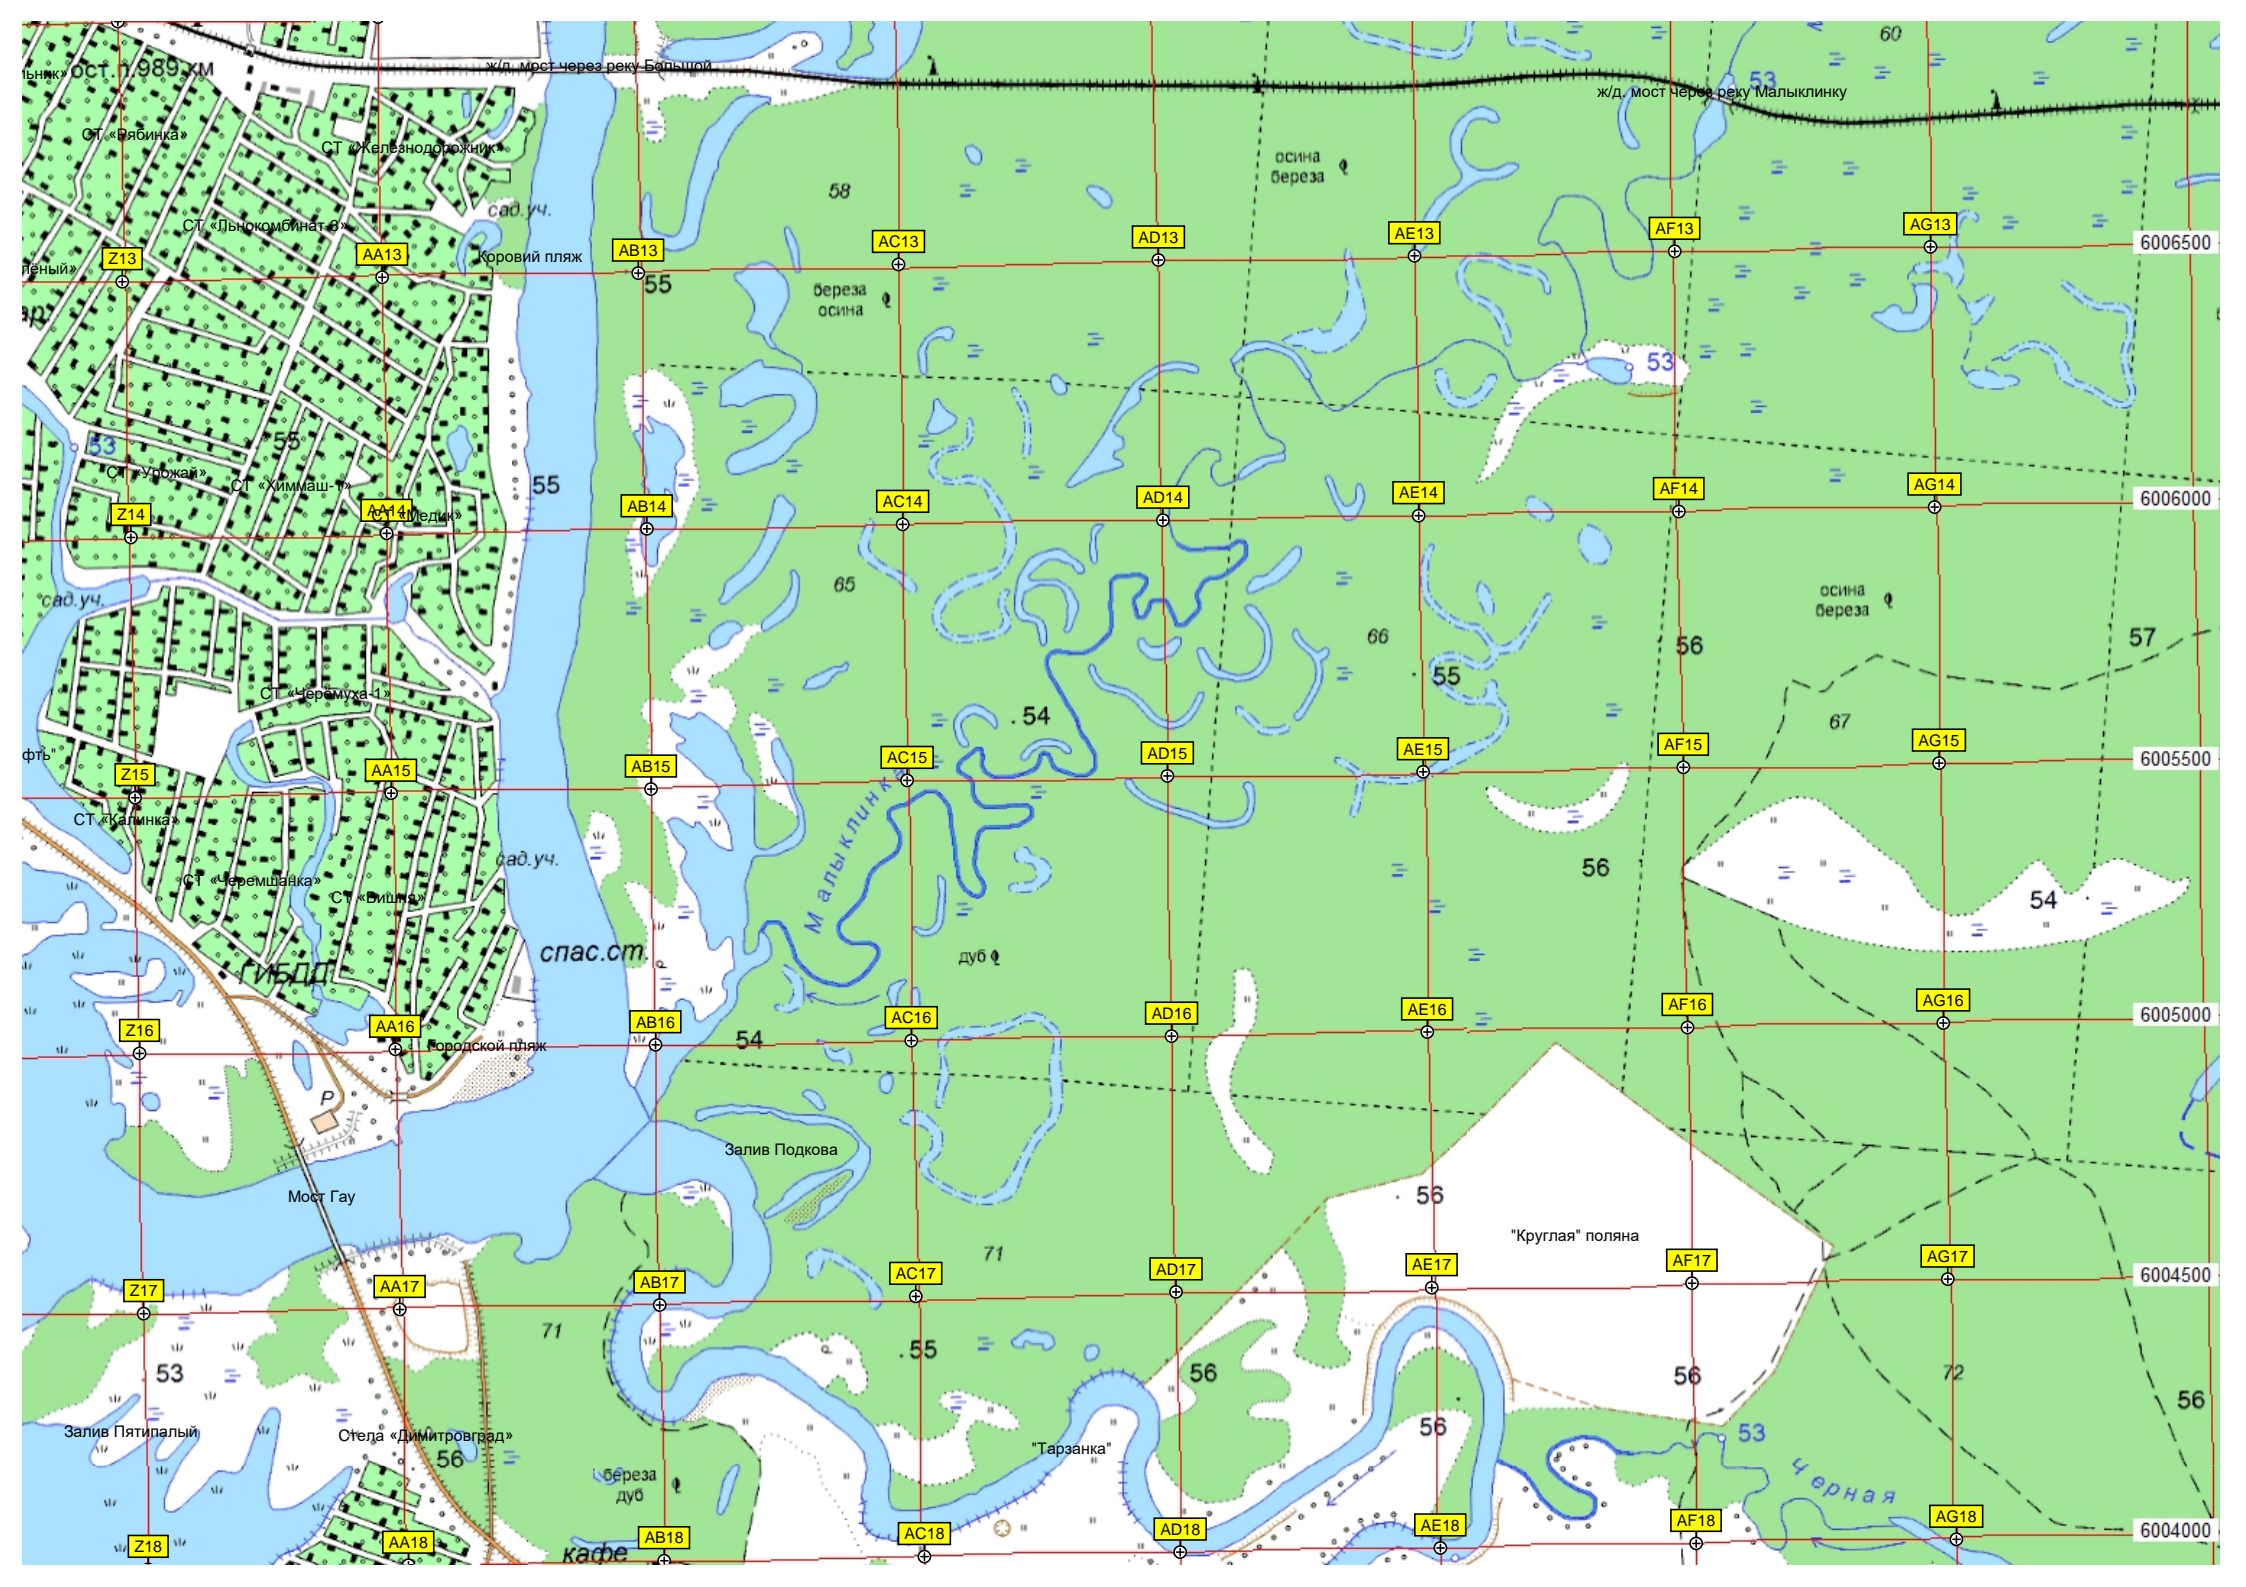 60
ост.п.989 км
ж/д. мост через реку Большой
53
ж/д. мост через реку Малыклинку
СТ «Рябинка»
СТ «Железнодорожник»
осина
береза
58
сад.уч.
СТ «Льнокомбинат-3»
Z13
AA13
Коровий пляж
AB13
AC13
AD13
AE13
AF13
AG13
6006500
55
береза
осина
53
53
55
СТ «Урожай»
СТ «Химмаш-1»
55
Z14
AA14
СТ «Медик»
AB14
AC14
AD14
AE14
AF14
AG14
6006000
сад.уч.
65
66
осина
береза
56
57
55
СТ «Черёмуха-1»
54
67
фть"
Z15
AA15
AB15
AC15
AD15
AE15
AF15
AG15
6005500
СТ «Калинка»
Малыклинка
сад.уч.
56
СТ «Черемшанка»
СТ «Вишня»
54
спас.ст.
дуб
ГИБДД
Z16
AA16
Городской пляж
AB16
54
AC16
AD16
AE16
AF16
AG16
6005000
Р
Залив Подкова
Мост Гау
56
"Круглая" поляна
71
Z17
AA17
AB17
AC17
AD17
AE17
AF17
AG17
6004500
71
55
53
56
56
72
56
Залив Пятипалый
Стела «Димитровград»
56
"Тарзанка"
56
53
береза
дуб
Черная
Z18
AA18
кафе
AB18
AC18
AD18
AE18
AF18
AG18
6004000